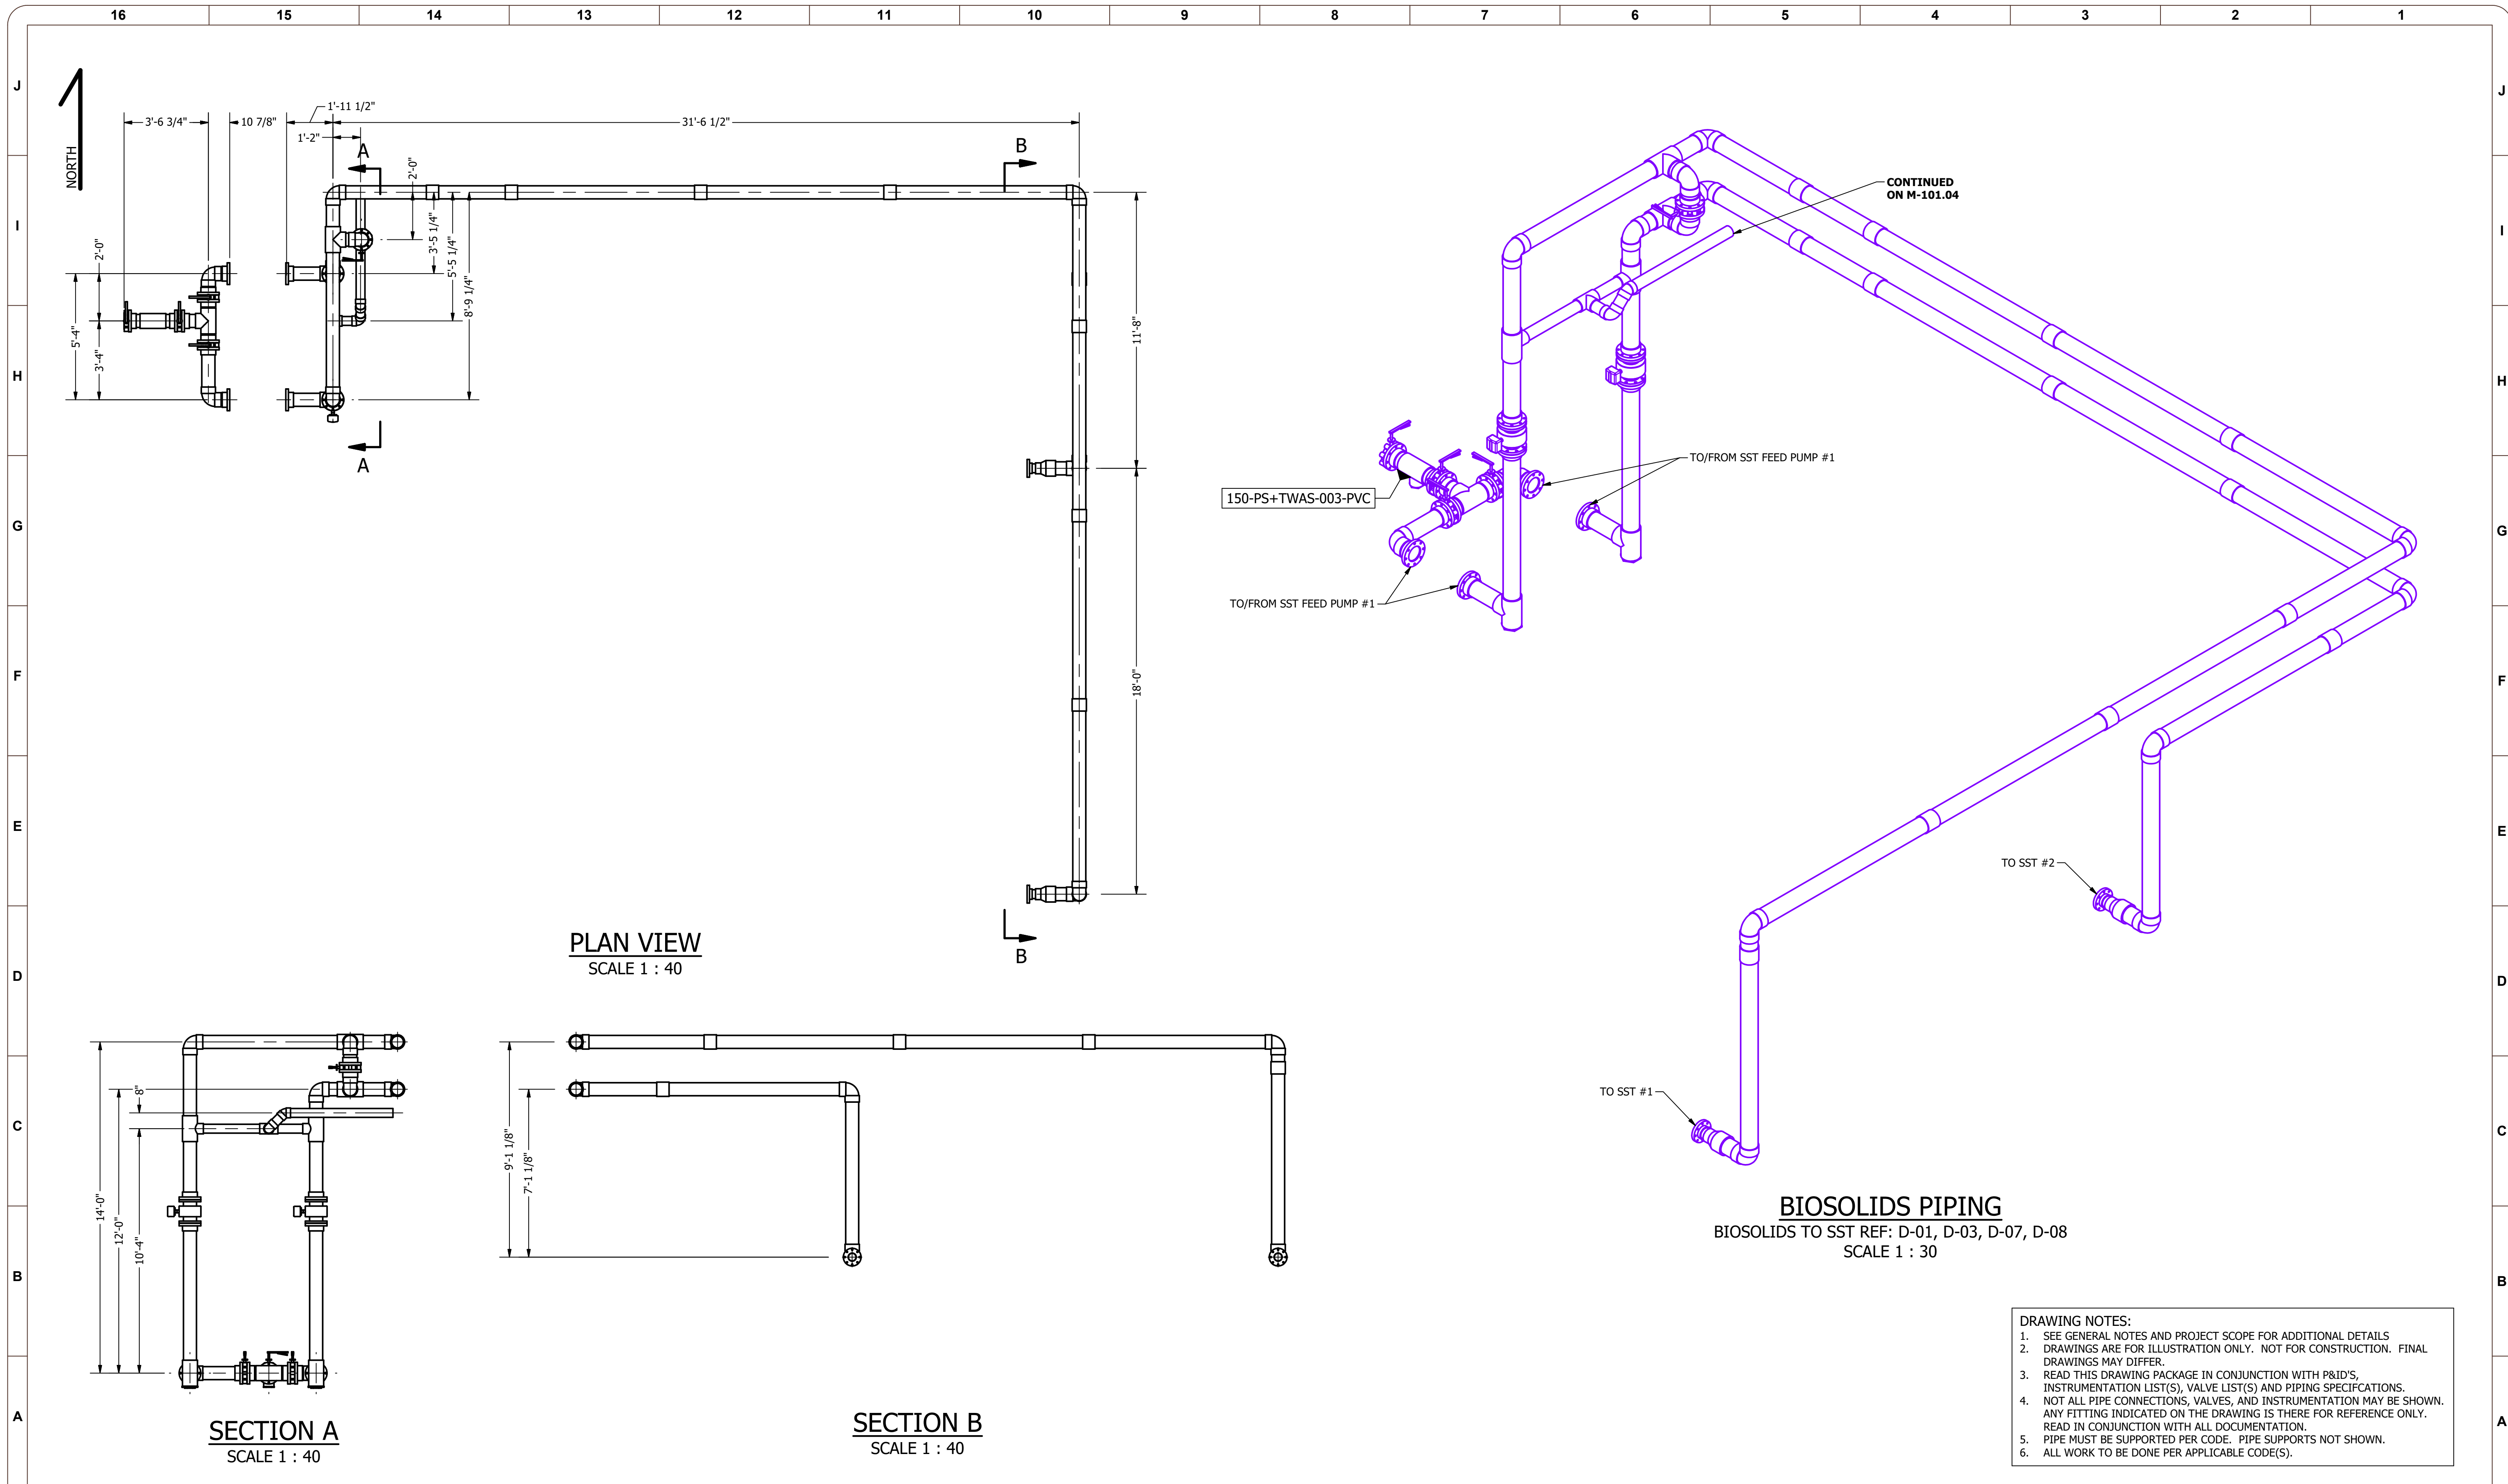 16 15 14 13 12 11 10 9 8 7 6 5 4 3 2 1
J
J
I
I
H
H
G
G
F
F
E
E
D
D
C
C
B
B
A
A
NORTH
3'-6 3/4"
10 7/8"
1'-11 1/2"
1'-2"
31'-6 1/2"
A
B
2'-0"
3'-5 1/4"
5'-5 1/4"
8'-9 1/4"
2'-0"
5'-4"
3'-4"
A
11'-8"
18'-0"
B
PLAN VIEW
SCALE 1 : 40
CONTINUED
ON M-101.04
TO/FROM SST FEED PUMP #1
150-PS+TWAS-003-PVC
TO/FROM SST FEED PUMP #1
TO SST #2
TO SST #1
BIOSOLIDS PIPING
BIOSOLIDS TO SST REF: D-01, D-03, D-07, D-08
SCALE 1 : 30
8"
14'-0"
12'-0"
10'-4"
SECTION A
SCALE 1 : 40
9'-1 1/8"
7'-1 1/8"
SECTION B
SCALE 1 : 40
DRAWING NOTES:
1. SEE GENERAL NOTES AND PROJECT SCOPE FOR ADDITIONAL DETAILS
2. DRAWINGS ARE FOR ILLUSTRATION ONLY. NOT FOR CONSTRUCTION. FINAL
DRAWINGS MAY DIFFER.
3. READ THIS DRAWING PACKAGE IN CONJUNCTION WITH P&ID'S,
INSTRUMENTATION LIST(S), VALVE LIST(S) AND PIPING SPECIFCATIONS.
4. NOT ALL PIPE CONNECTIONS, VALVES, AND INSTRUMENTATION MAY BE SHOWN.
ANY FITTING INDICATED ON THE DRAWING IS THERE FOR REFERENCE ONLY.
READ IN CONJUNCTION WITH ALL DOCUMENTATION.
5. PIPE MUST BE SUPPORTED PER CODE. PIPE SUPPORTS NOT SHOWN.
6. ALL WORK TO BE DONE PER APPLICABLE CODE(S).